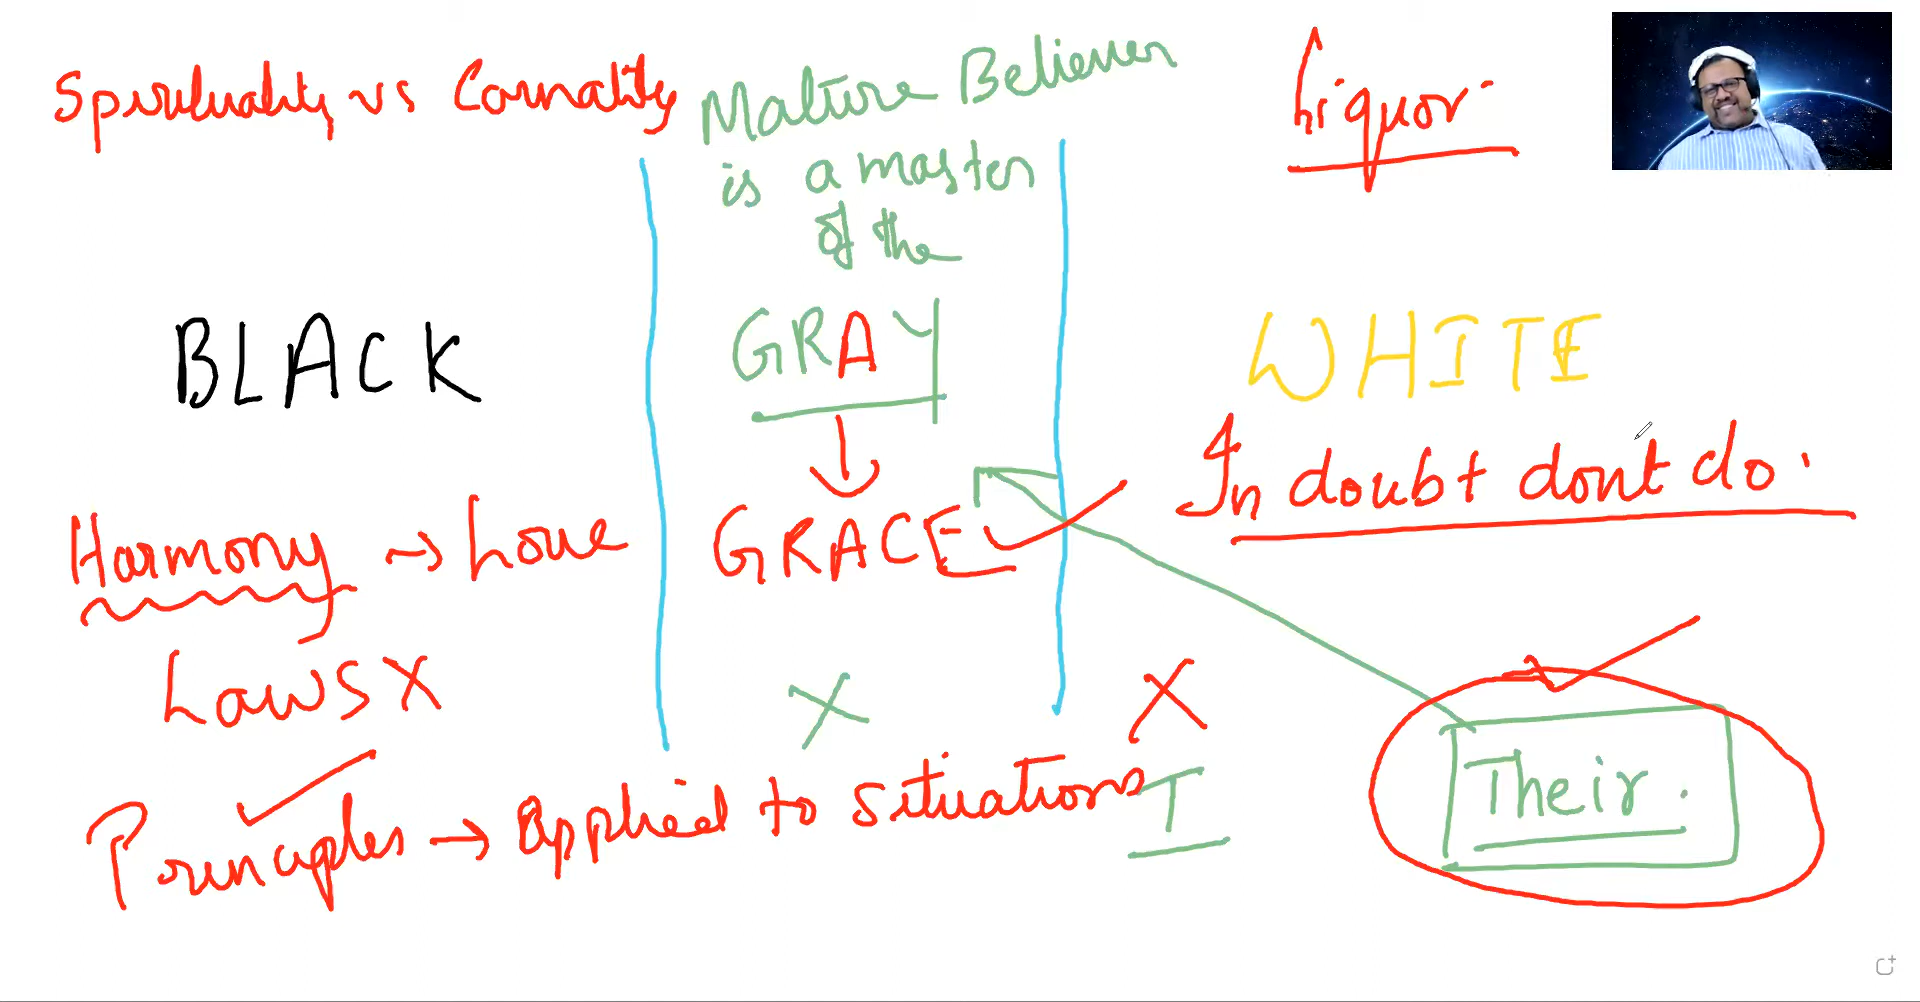 Spirituality vs Carnality
Mature Believer
is a master
of the
Liquor.
BLACK
GRAY
WHITE
In doubt dont do.
Harmony → Love
GRACE
Laws X
X
X
Principles → Applied to Situations
I
Their.